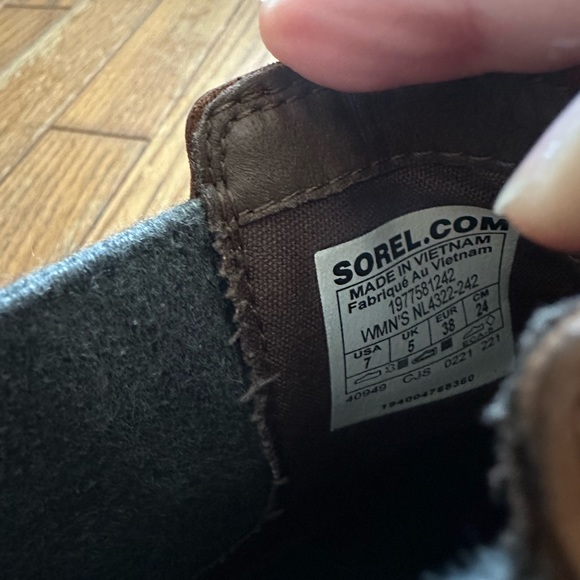 SOREL.COM
MADE IN VIETNAM
Fabriqué Au Vietnam
1977581242
WMN'S NL4322-242
USA UK EUR CM
7 5 38 24
40949 CJS 0221 221
194004768360